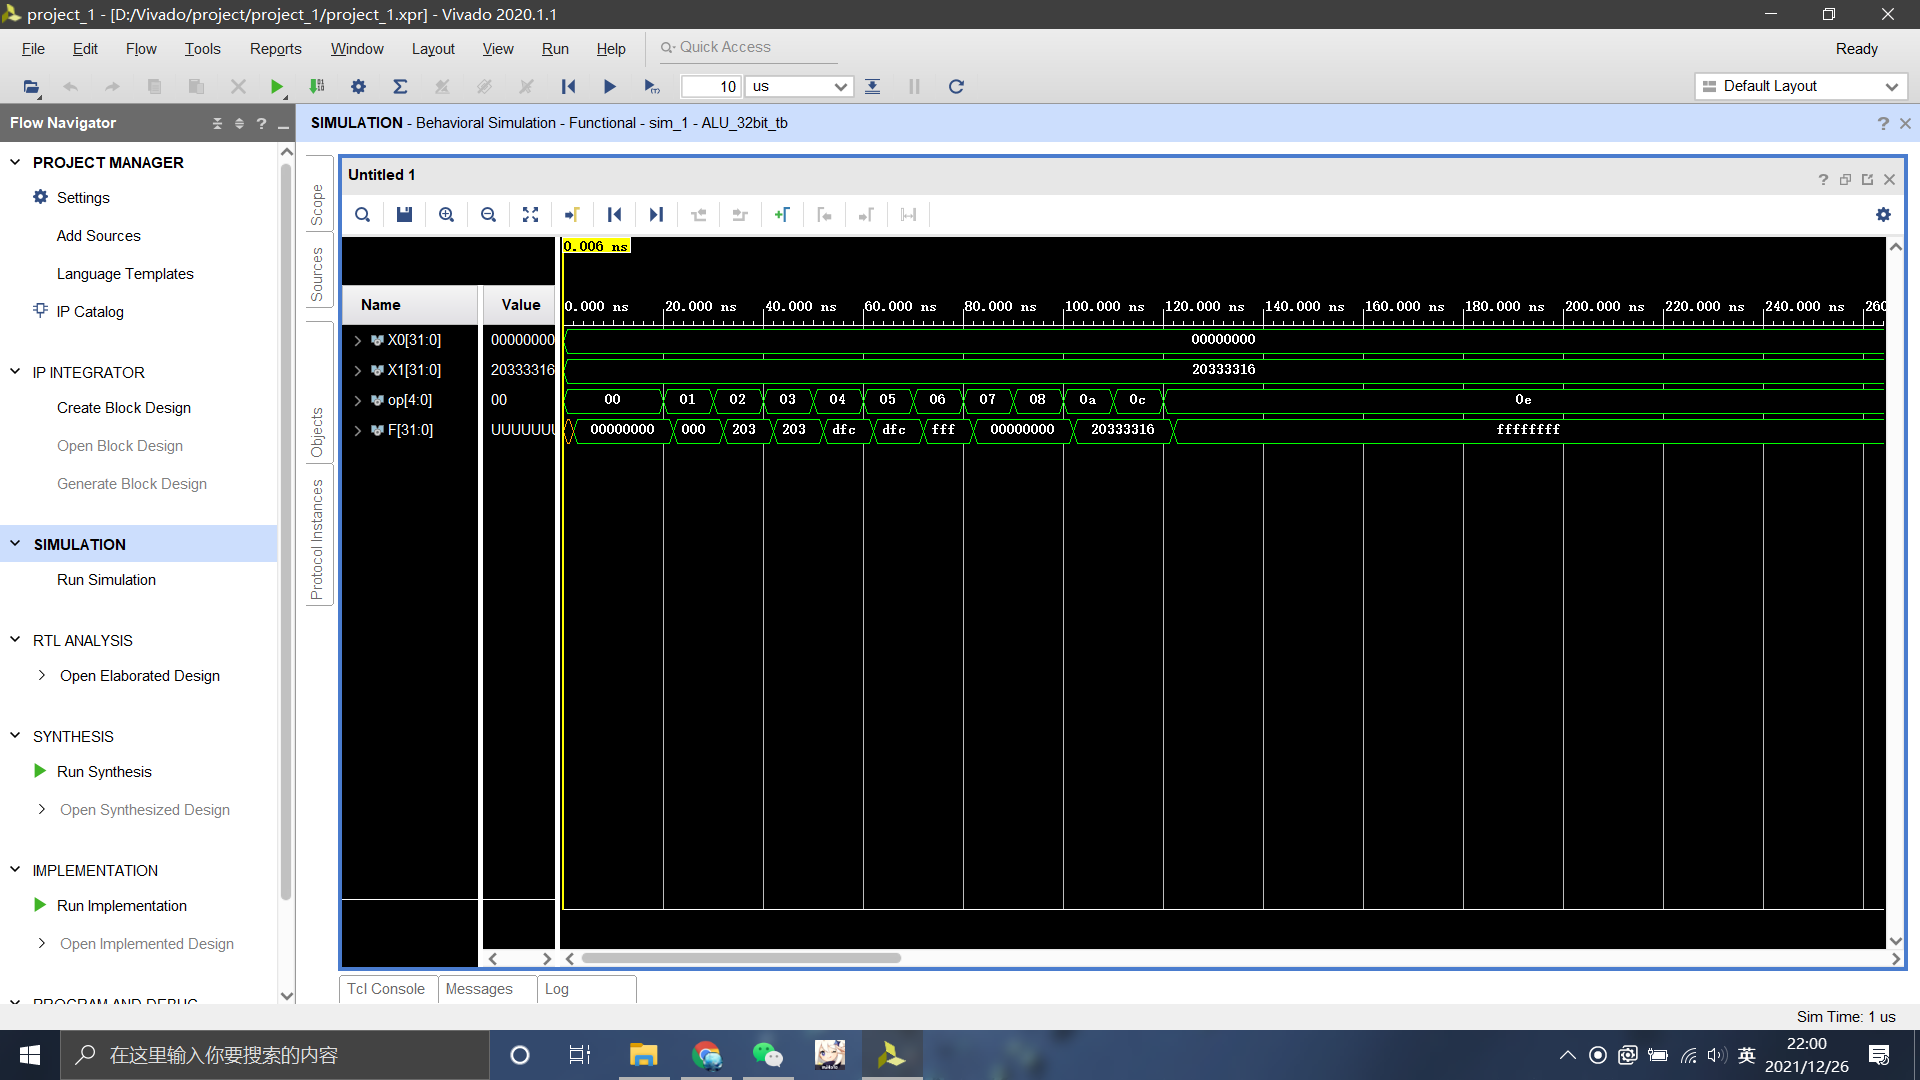 project_1 - [D:/Vivado/project/project_1/project_1.xpr] - Vivado 2020.1.1
File Edit Flow Tools Reports Window Layout View Run Help Quick Access Ready
10 us Default Layout
Flow Navigator
SIMULATION - Behavioral Simulation - Functional - sim_1 - ALU_32bit_tb
PROJECT MANAGER
Settings
Add Sources
Language Templates
IP Catalog
IP INTEGRATOR
Create Block Design
Open Block Design
Generate Block Design
SIMULATION
Run Simulation
RTL ANALYSIS
Open Elaborated Design
SYNTHESIS
Run Synthesis
Open Synthesized Design
IMPLEMENTATION
Run Implementation
Open Implemented Design
PROGRAM AND DEBUG
Scope
Sources
Objects
Protocol Instances
Untitled 1
0.006 ns
Name Value
0.000 ns 20.000 ns 40.000 ns 60.000 ns 80.000 ns 100.000 ns 120.000 ns 140.000 ns 160.000 ns 180.000 ns 200.000 ns 220.000 ns 240.000 ns 260
X0[31:0] 00000000 00000000
X1[31:0] 20333316 20333316
op[4:0] 00 00 01 02 03 04 05 06 07 08 0a 0c 0e
F[31:0] UUUUUUU 00000000 000 203 203 dfc dfc fff 00000000 20333316 ffffffff
Tcl Console Messages Log
Sim Time: 1 us
在这里输入你要搜索的内容
英
22:00
2021/12/26